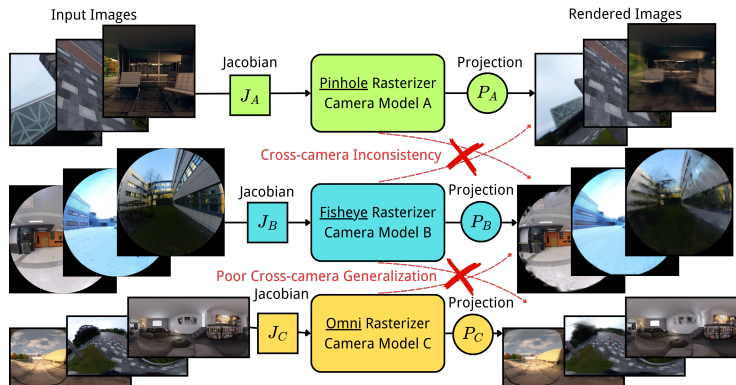 Input Images
Rendered Images
Jacobian
J_A
Pinhole Rasterizer
Camera Model A
Projection
P_A
Cross-camera Inconsistency
Jacobian
J_B
Fisheye Rasterizer
Camera Model B
Projection
P_B
Poor Cross-camera Generalization
Jacobian
J_C
Omni Rasterizer
Camera Model C
Projection
P_C